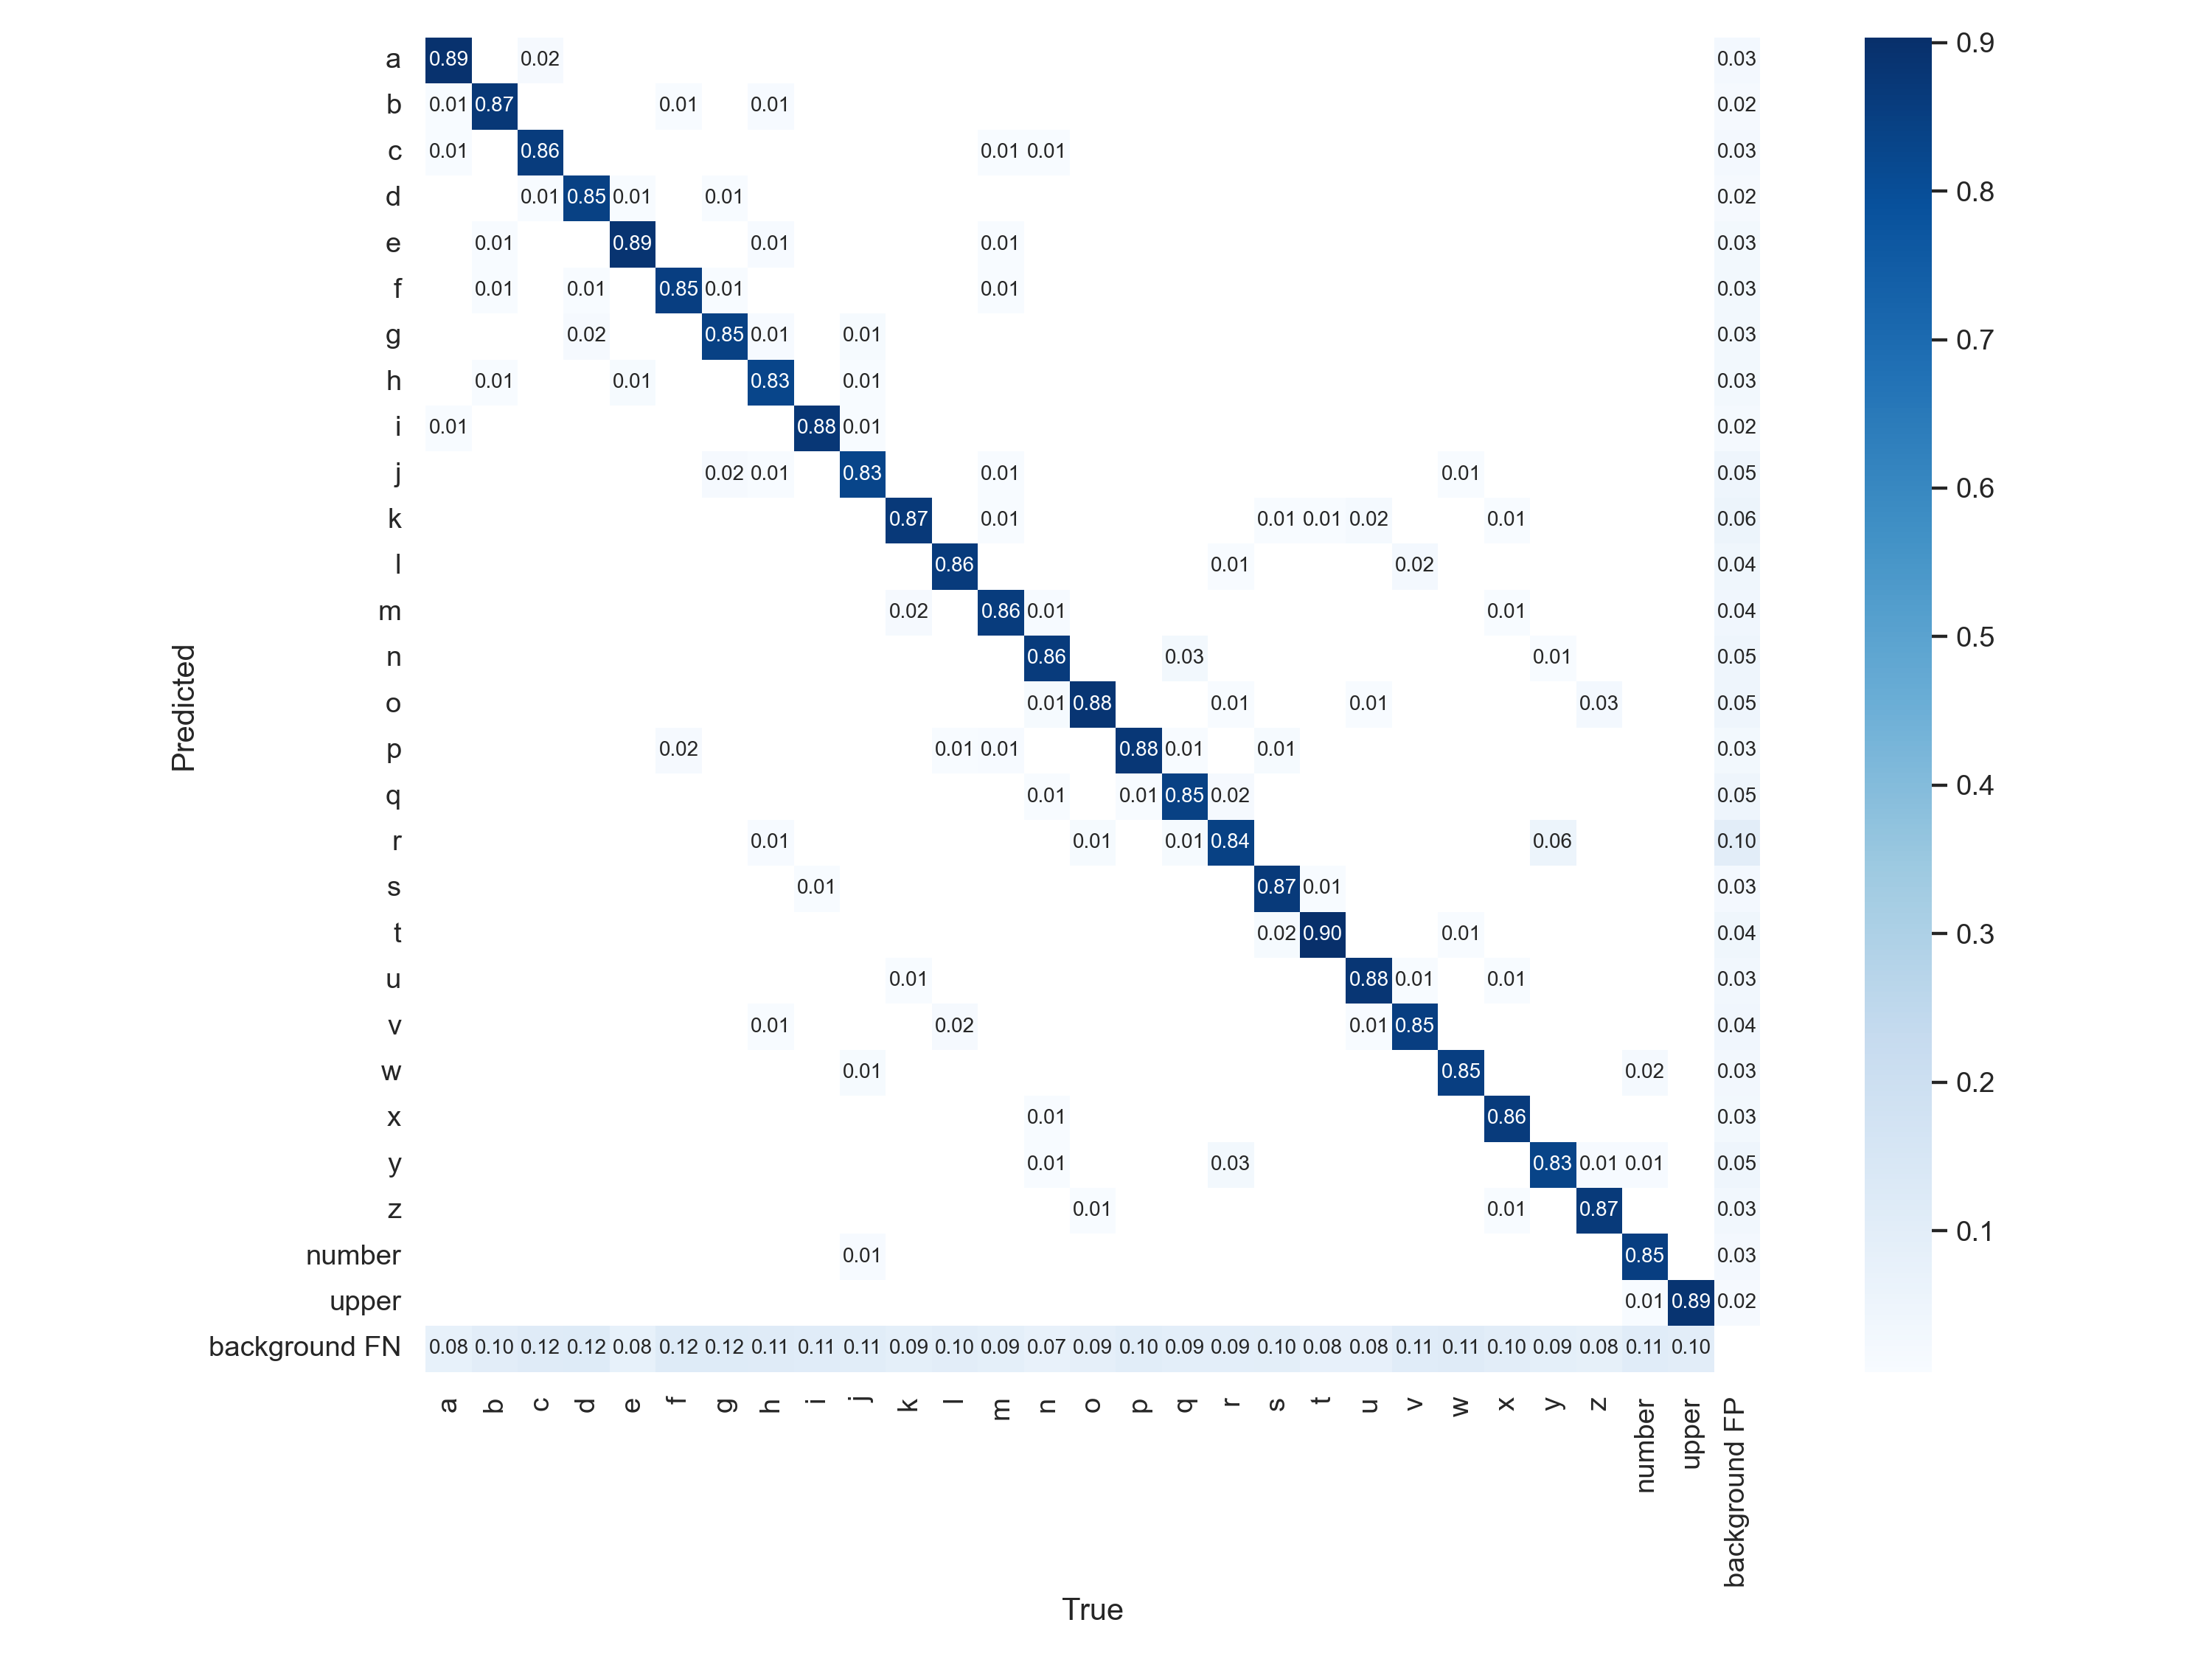 a 0.89 0.02 0.03 0.9
b 0.01 0.87 0.01 0.01 0.02
c 0.01 0.86 0.01 0.01 0.03
d 0.01 0.85 0.01 0.01 0.02 0.8
e 0.01 0.89 0.01 0.01 0.03
f 0.01 0.01 0.85 0.01 0.01 0.03
g 0.02 0.85 0.01 0.01 0.03 0.7
h 0.01 0.01 0.83 0.01 0.03
i 0.01 0.88 0.01 0.02
j 0.02 0.01 0.83 0.01 0.01 0.05 0.6
k 0.87 0.01 0.01 0.01 0.02 0.01 0.06
l 0.86 0.01 0.02 0.04
m 0.02 0.86 0.01 0.01 0.04
n 0.86 0.03 0.01 0.05 0.5
o 0.01 0.88 0.01 0.01 0.03 0.05
p 0.02 0.01 0.01 0.88 0.01 0.01 0.03
q 0.01 0.01 0.85 0.02 0.05 0.4
r 0.01 0.01 0.01 0.84 0.06 0.10
s 0.01 0.87 0.01 0.03
t 0.02 0.90 0.01 0.04 0.3
u 0.01 0.88 0.01 0.01 0.03
v 0.01 0.02 0.01 0.85 0.04
w 0.01 0.85 0.02 0.03 0.2
x 0.01 0.86 0.03
y 0.01 0.03 0.83 0.01 0.01 0.05
z 0.01 0.01 0.87 0.03
number 0.01 0.85 0.03 0.1
upper 0.01 0.89 0.02
background FN 0.08 0.10 0.12 0.12 0.08 0.12 0.12 0.11 0.11 0.11 0.09 0.10 0.09 0.07 0.09 0.10 0.09 0.09 0.10 0.08 0.08 0.11 0.11 0.10 0.09 0.08 0.11 0.10
a b c d e f g h i j k l m n o p q r s t u v w x y z number upper background FP
Predicted
True